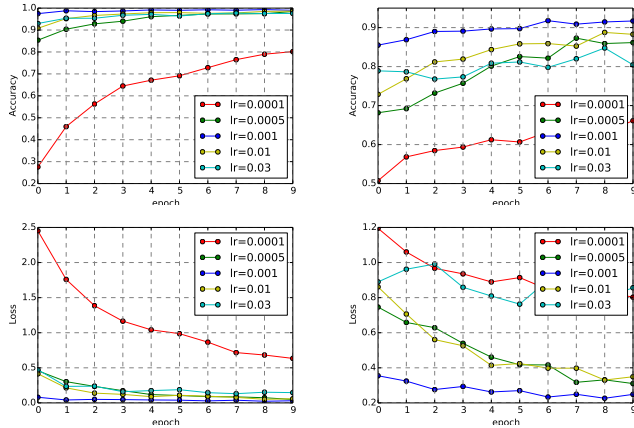 1.0
0.9
0.8
0.7
0.6
0.5
0.4
0.3
0.2
Accuracy
0 1 2 3 4 5 6 7 8 9
epoch
lr=0.0001
lr=0.0005
lr=0.001
lr=0.01
lr=0.03
0.9
0.8
0.7
0.6
0.5
Accuracy
0 1 2 3 4 5 6 7 8 9
epoch
lr=0.0001
lr=0.0005
lr=0.001
lr=0.01
lr=0.03
2.5
2.0
1.5
1.0
0.5
0.0
Loss
0 1 2 3 4 5 6 7 8 9
epoch
lr=0.0001
lr=0.0005
lr=0.001
lr=0.01
lr=0.03
1.2
1.0
0.8
0.6
0.4
0.2
Loss
0 1 2 3 4 5 6 7 8 9
epoch
lr=0.0001
lr=0.0005
lr=0.001
lr=0.01
lr=0.03